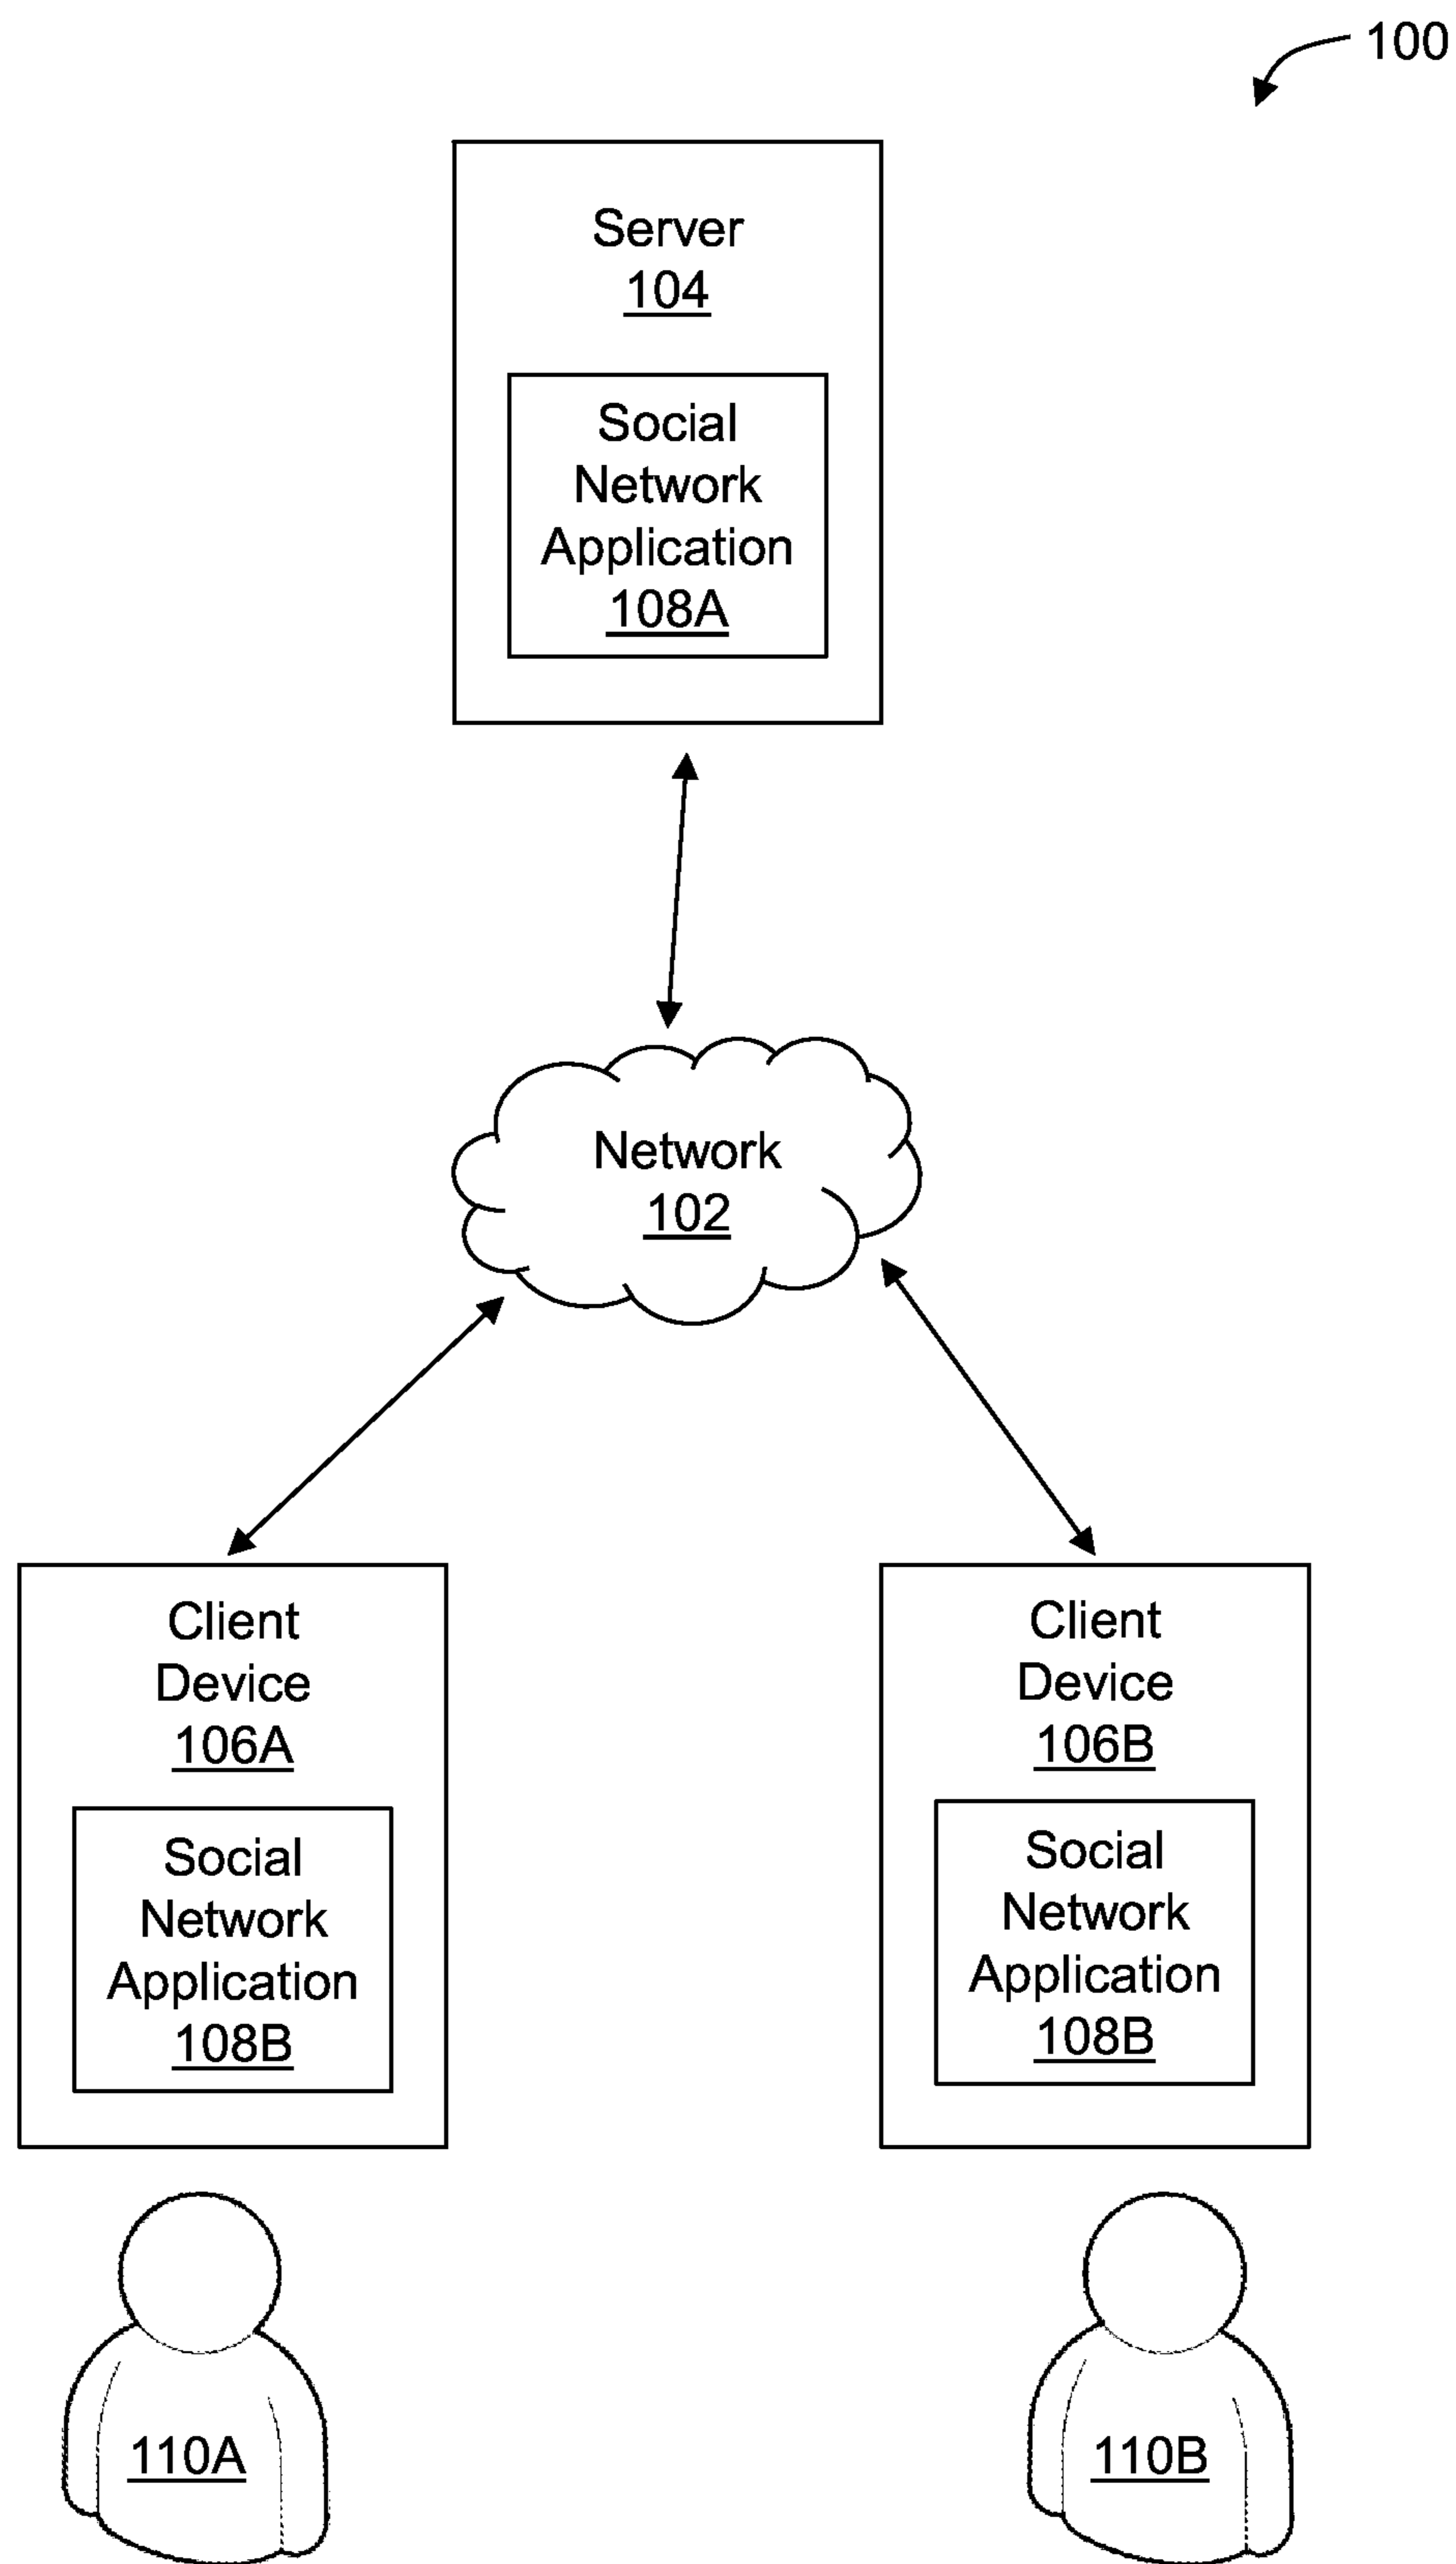 100
Server
104
Social
Network
Application
108A
Network
102
Client
Device
106A
Social
Network
Application
108B
Client
Device
106B
Social
Network
Application
108B
110A
110B